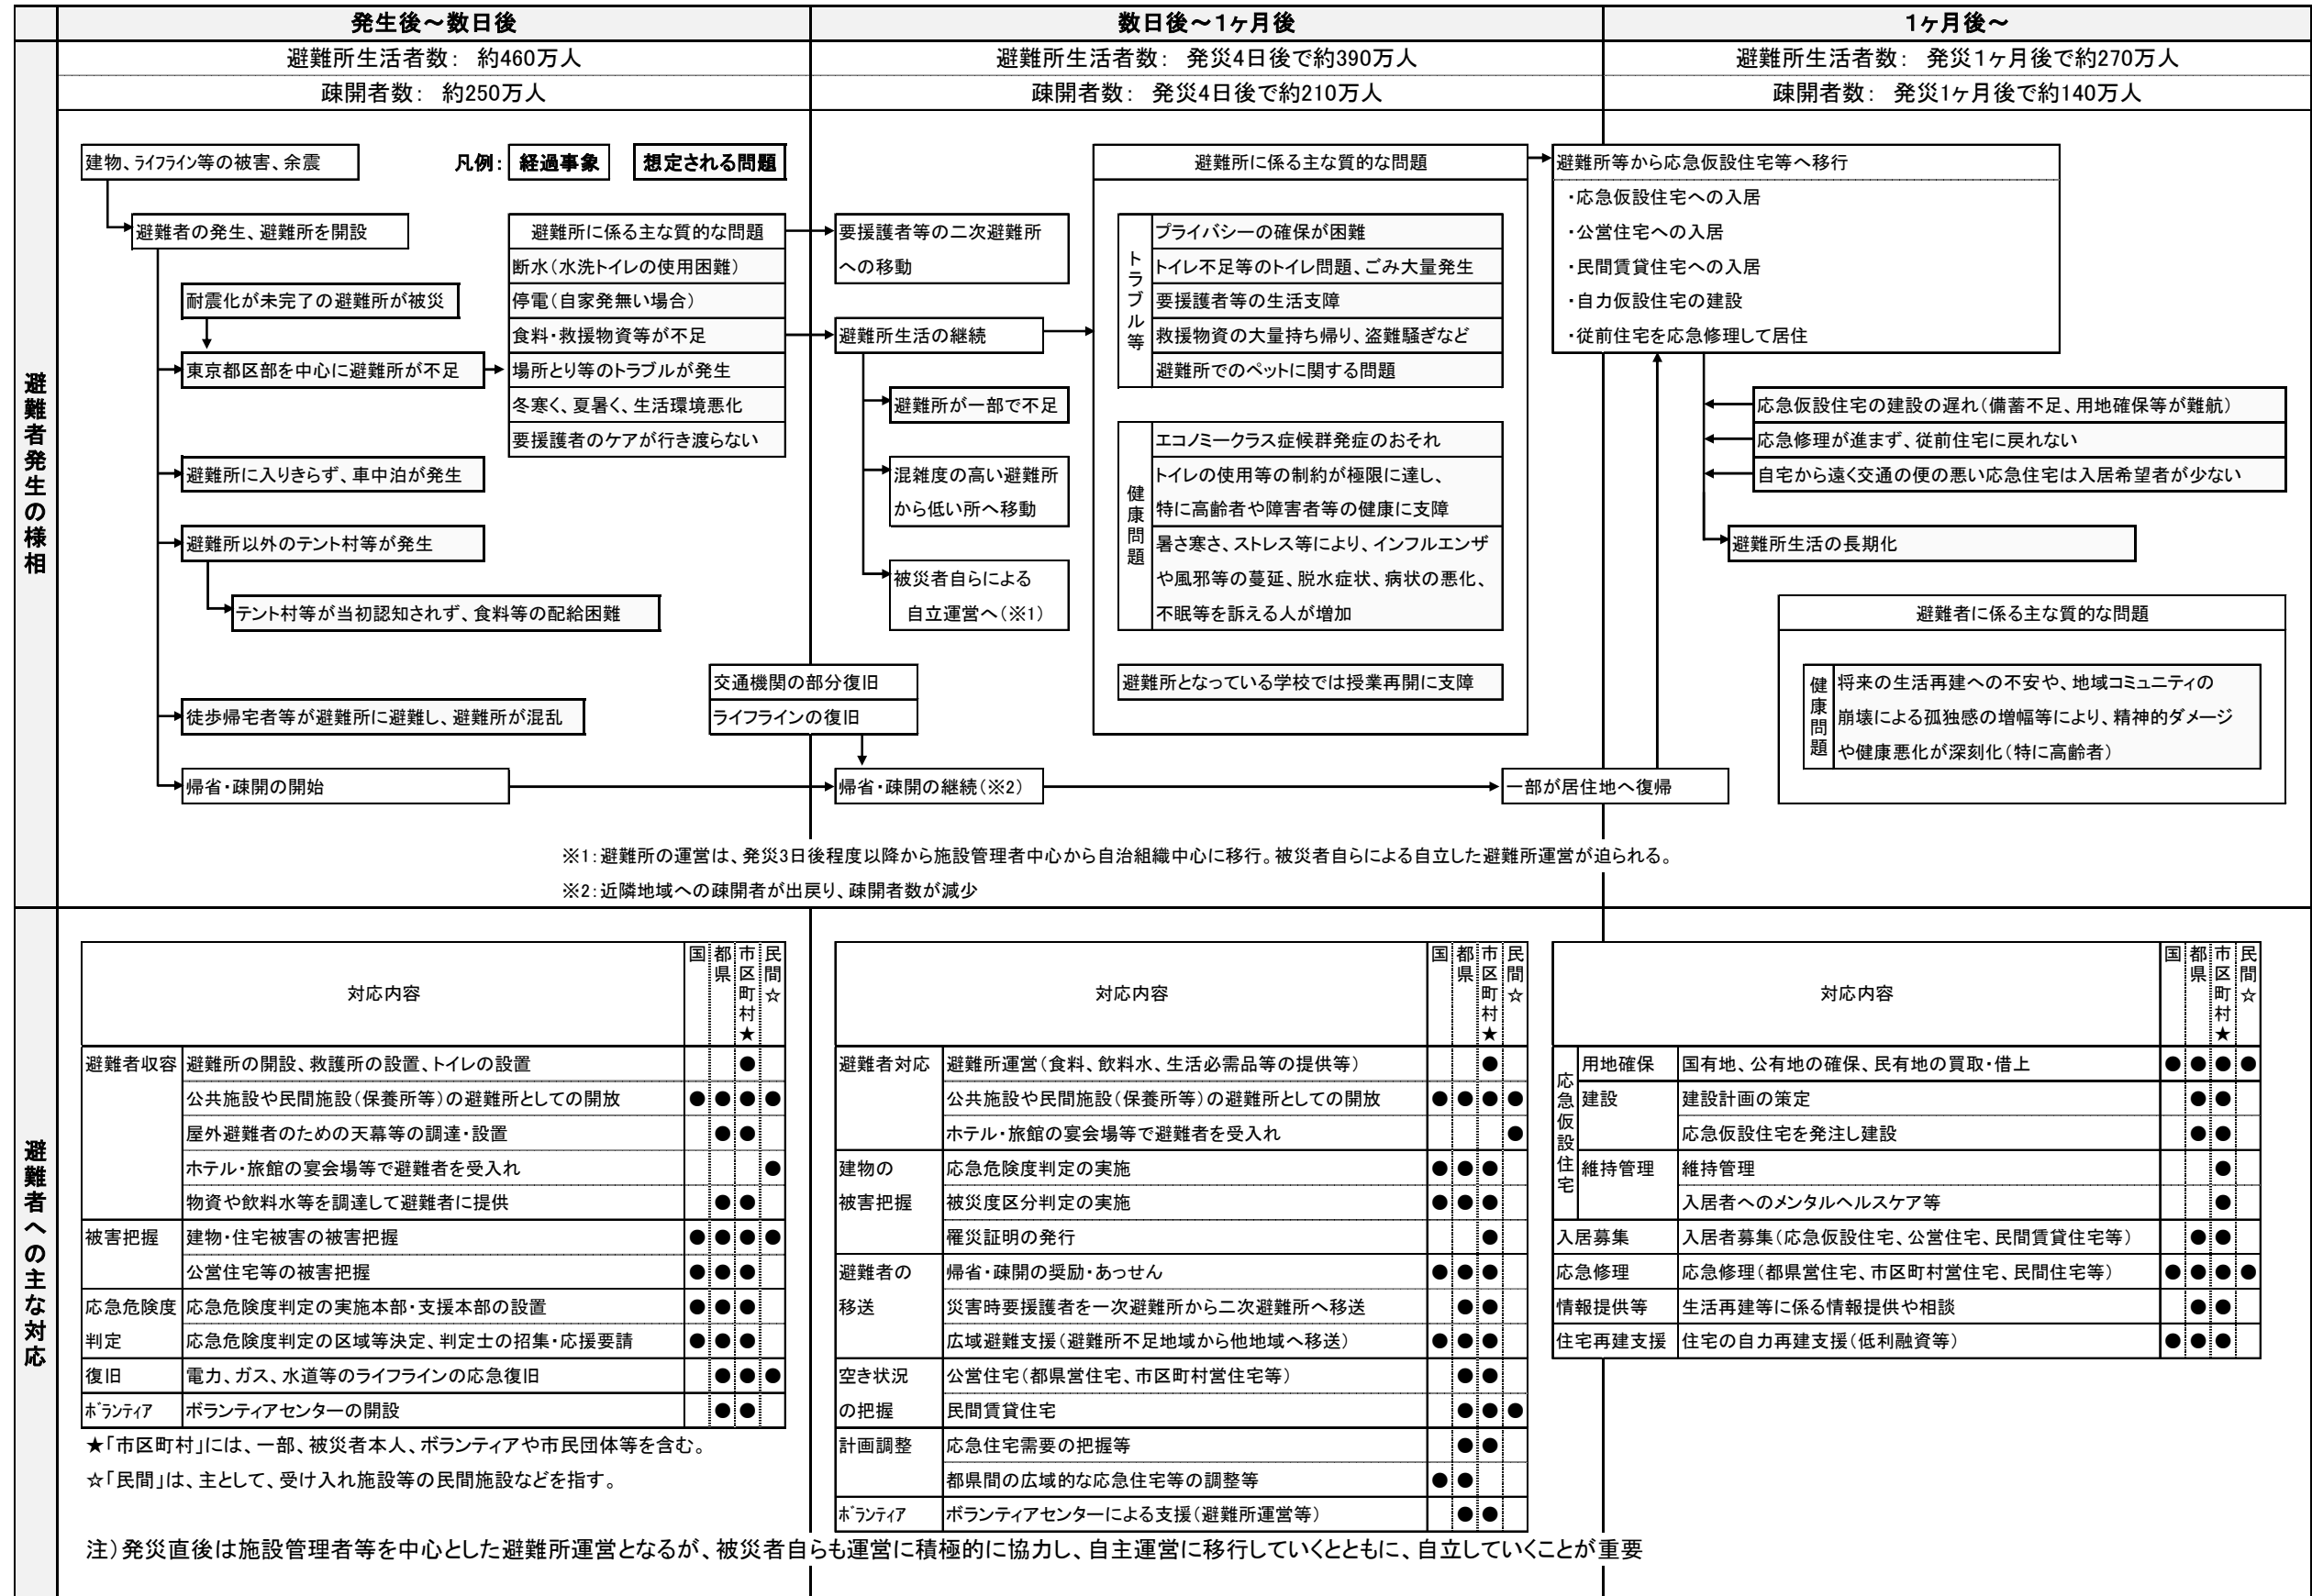 発生後～数日後
数日後～1ヶ月後
1ヶ月後～
避難者発生の様相
避難所生活者数： 約460万人
避難所生活者数： 発災4日後で約390万人
避難所生活者数： 発災1ヶ月後で約270万人
疎開者数： 約250万人
疎開者数： 発災4日後で約210万人
疎開者数： 発災1ヶ月後で約140万人
建物、ライフライン等の被害、余震
凡例：
経過事象
想定される問題
避難者の発生、避難所を開設
耐震化が未完了の避難所が被災
東京都区部を中心に避難所が不足
避難所に入りきらず、車中泊が発生
避難所以外のテント村等が発生
テント村等が当初認知されず、食料等の配給困難
徒歩帰宅者等が避難所に避難し、避難所が混乱
帰省・疎開の開始
避難所に係る主な質的な問題
断水（水洗トイレの使用困難）
停電（自家発無い場合）
食料・救援物資等が不足
場所とり等のトラブルが発生
冬寒く、夏暑く、生活環境悪化
要援護者のケアが行き渡らない
交通機関の部分復旧
ライフラインの復旧
要援護者等の二次避難所
への移動
避難所生活の継続
避難所が一部で不足
混雑度の高い避難所
から低い所へ移動
被災者自らによる
自立運営へ（※1）
帰省・疎開の継続（※2）
避難所に係る主な質的な問題
トラブル等
プライバシーの確保が困難
トイレ不足等のトイレ問題、ごみ大量発生
要援護者等の生活支障
救援物資の大量持ち帰り、盗難騒ぎなど
避難所でのペットに関する問題
健康問題
エコノミークラス症候群発症のおそれ
トイレの使用等の制約が極限に達し、
特に高齢者や障害者等の健康に支障
暑さ寒さ、ストレス等により、インフルエンザ
や風邪等の蔓延、脱水症状、病状の悪化、
不眠等を訴える人が増加
避難所となっている学校では授業再開に支障
一部が居住地へ復帰
避難所等から応急仮設住宅等へ移行
・応急仮設住宅への入居
・公営住宅への入居
・民間賃貸住宅への入居
・自力仮設住宅の建設
・従前住宅を応急修理して居住
応急仮設住宅の建設の遅れ（備蓄不足、用地確保等が難航）
応急修理が進まず、従前住宅に戻れない
自宅から遠く交通の便の悪い応急住宅は入居希望者が少ない
避難所生活の長期化
避難者に係る主な質的な問題
健康問題
将来の生活再建への不安や、地域コミュニティの
崩壊による孤独感の増幅等により、精神的ダメージ
や健康悪化が深刻化（特に高齢者）
※1：避難所の運営は、発災3日後程度以降から施設管理者中心から自治組織中心に移行。被災者自らによる自立した避難所運営が迫られる。
※2：近隣地域への疎開者が出戻り、疎開者数が減少
避難者への主な対応
対応内容 国 都県 市区町村★ 民間☆
避難者収容 避難所の開設、救護所の設置、トイレの設置 ●
公共施設や民間施設（保養所等）の避難所としての開放 ● ● ● ●
屋外避難者のための天幕等の調達・設置 ● ●
ホテル・旅館の宴会場等で避難者を受入れ ●
物資や飲料水等を調達して避難者に提供 ● ●
被害把握 建物・住宅被害の被害把握 ● ● ● ●
公営住宅等の被害把握 ● ● ●
応急危険度 応急危険度判定の実施本部・支援本部の設置 ● ● ●
判定 応急危険度判定の区域等決定、判定士の招集・応援要請 ● ● ●
復旧 電力、ガス、水道等のライフラインの応急復旧 ● ● ●
ボランティア ボランティアセンターの開設 ● ●
★「市区町村」には、一部、被災者本人、ボランティアや市民団体等を含む。
☆「民間」は、主として、受け入れ施設等の民間施設などを指す。
対応内容 国 都県 市区町村★ 民間☆
避難者対応 避難所運営（食料、飲料水、生活必需品等の提供等） ●
公共施設や民間施設（保養所等）の避難所としての開放 ● ● ● ●
ホテル・旅館の宴会場等で避難者を受入れ ●
建物の 応急危険度判定の実施 ● ● ●
被害把握 被災度区分判定の実施 ● ● ●
罹災証明の発行 ●
避難者の 帰省・疎開の奨励・あっせん ● ● ●
移送 災害時要援護者を一次避難所から二次避難所へ移送 ● ●
広域避難支援（避難所不足地域から他地域へ移送） ● ● ●
空き状況 公営住宅（都県営住宅、市区町村営住宅等） ● ●
の把握 民間賃貸住宅 ● ● ●
計画調整 応急住宅需要の把握等 ● ●
都県間の広域的な応急住宅等の調整等 ● ●
ボランティア ボランティアセンターによる支援（避難所運営等） ● ●
対応内容 国 都県 市区町村★ 民間☆
応急仮設住宅
用地確保 国有地、公有地の確保、民有地の買取・借上 ● ● ● ●
建設 建設計画の策定 ● ●
応急仮設住宅を発注し建設 ● ●
維持管理 維持管理 ●
入居者へのメンタルヘルスケア等 ●
入居募集 入居者募集（応急仮設住宅、公営住宅、民間賃貸住宅等） ● ●
応急修理 応急修理（都県営住宅、市区町村営住宅、民間住宅等） ● ● ● ●
情報提供等 生活再建等に係る情報提供や相談 ● ●
住宅再建支援 住宅の自力再建支援（低利融資等） ● ● ●
注）発災直後は施設管理者等を中心とした避難所運営となるが、被災者自らも運営に積極的に協力し、自主運営に移行していくとともに、自立していくことが重要